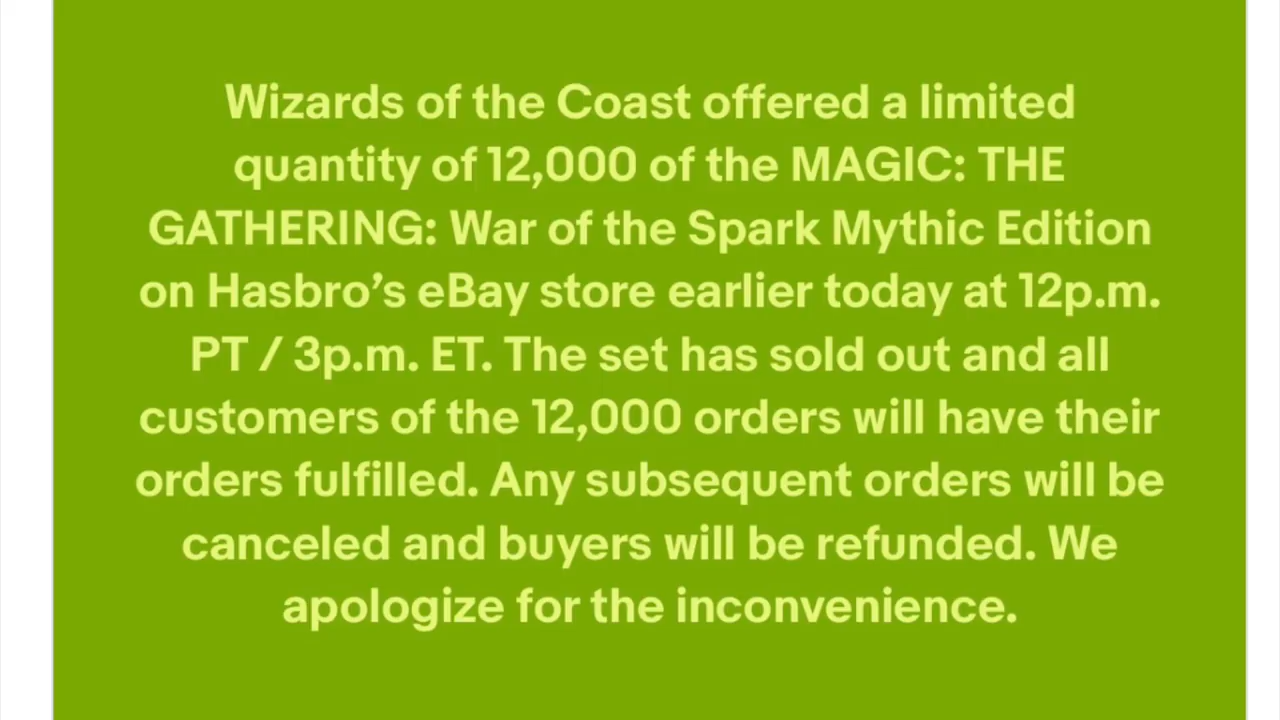 Wizards of the Coast offered a limited
quantity of 12,000 of the MAGIC: THE
GATHERING: War of the Spark Mythic Edition
on Hasbro’s eBay store earlier today at 12p.m.
PT / 3p.m. ET. The set has sold out and all
customers of the 12,000 orders will have their
orders fulfilled. Any subsequent orders will be
canceled and buyers will be refunded. We
apologize for the inconvenience.